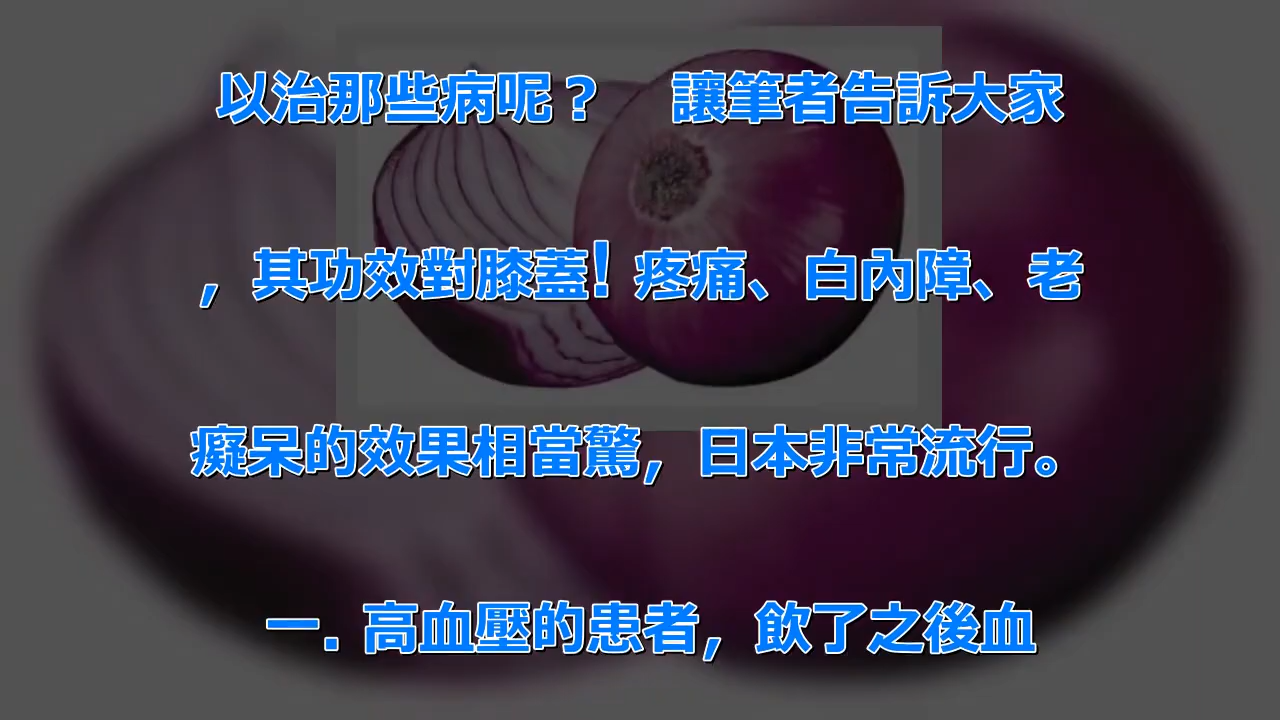 以治那些病呢？　讓筆者告訴大家
，其功效對膝蓋! 疼痛、白內障、老
癡呆的效果相當驚，日本非常流行。
一. 高血壓的患者，飲了之後血